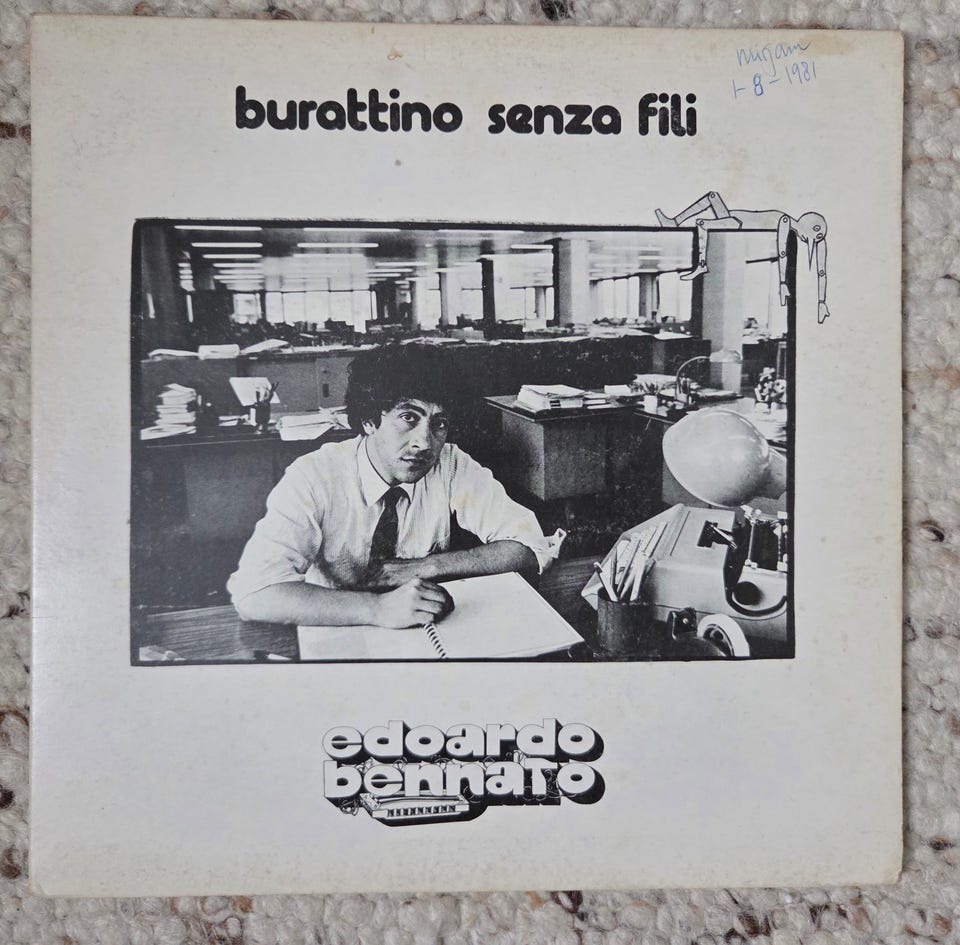 mirjam
1-8-1981
burattino senza fili
edoardo
bennato